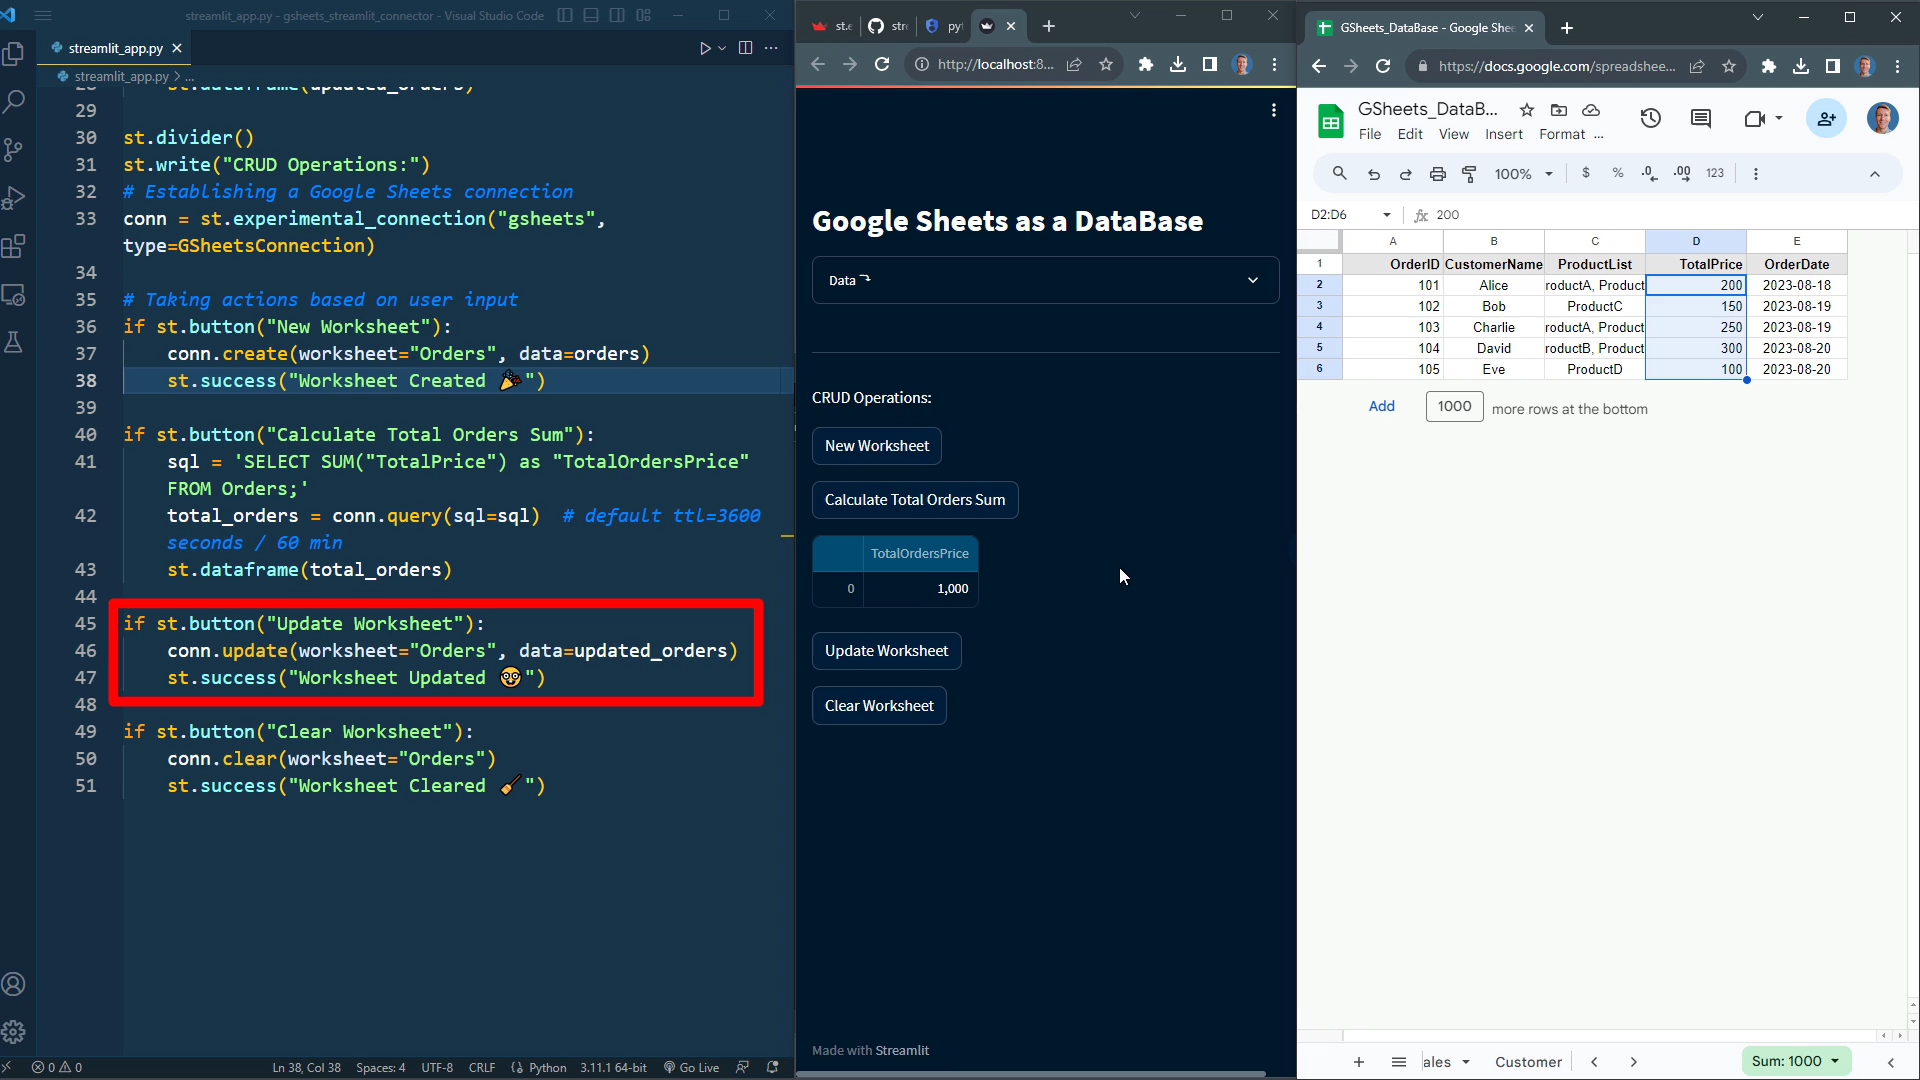 streamlit_app.py - gsheets_streamlit_connector - Visual Studio Code
streamlit_app.py
streamlit_app.py > ...
29
30 st.divider()
31 st.write("CRUD Operations:")
32 # Establishing a Google Sheets connection
33 conn = st.experimental_connection("gsheets",
type=GSheetsConnection)
34
35 # Taking actions based on user input
36 if st.button("New Worksheet"):
37 conn.create(worksheet="Orders", data=orders)
38 st.success("Worksheet Created 🎉")
39
40 if st.button("Calculate Total Orders Sum"):
41 sql = 'SELECT SUM("TotalPrice") as "TotalOrdersPrice"
FROM Orders;'
42 total_orders = conn.query(sql=sql) # default ttl=3600
seconds / 60 min
43 st.dataframe(total_orders)
44
45 if st.button("Update Worksheet"):
46 conn.update(worksheet="Orders", data=updated_orders)
47 st.success("Worksheet Updated 🤓")
48
49 if st.button("Clear Worksheet"):
50 conn.clear(worksheet="Orders")
51 st.success("Worksheet Cleared 🧹")
0 0
Ln 38, Col 38 Spaces: 4 UTF-8 CRLF Python 3.11.1 64-bit Go Live
st.e str py
http://localhost:8...
Google Sheets as a DataBase
Data
CRUD Operations:
New Worksheet
Calculate Total Orders Sum
TotalOrdersPrice
0 1,000
Update Worksheet
Clear Worksheet
Made with Streamlit
GSheets_DataBase - Google Shee
https://docs.google.com/spreadshee...
GSheets_DataB...
File Edit View Insert Format ...
100% $ % .0 .00 123
D2:D6 fx 200
A B C D E
1 OrderID CustomerName ProductList TotalPrice OrderDate
2 101 Alice roductA, Product 200 2023-08-18
3 102 Bob ProductC 150 2023-08-19
4 103 Charlie roductA, Product 250 2023-08-19
5 104 David roductB, Product 300 2023-08-20
6 105 Eve ProductD 100 2023-08-20
Add 1000 more rows at the bottom
ales Customer Sum: 1000